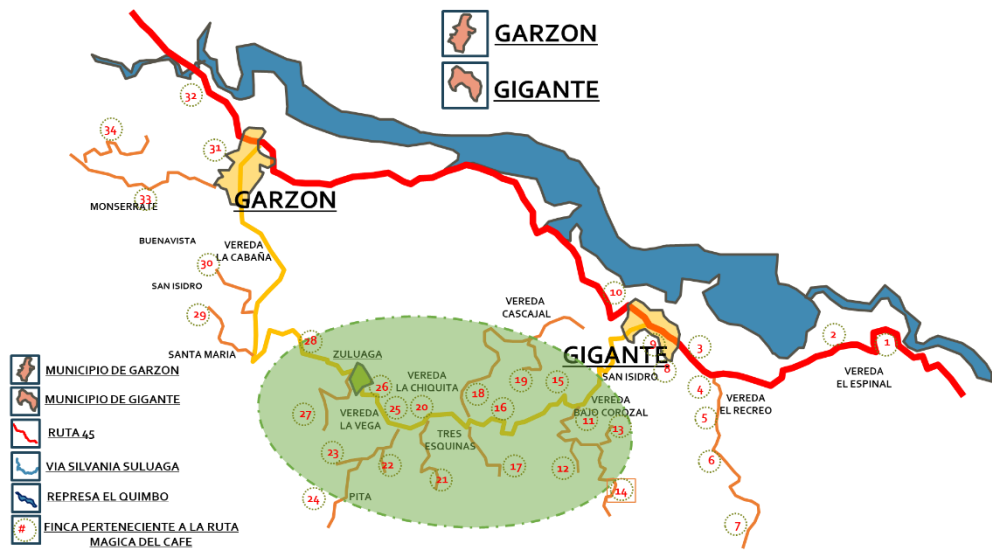 GARZON
GIGANTE
32
34
31
33
MONSERRATE
GARZON
BUENAVISTA
VEREDA
LA CABAÑA
30
SAN ISIDRO
29
SANTA MARIA
28
ZULUAGA
VEREDA
CASCAJAL
10
GIGANTE
9
8
SAN ISIDRO
3
2
1
VEREDA
EL ESPINAL
4
VEREDA
EL RECREO
5
6
7
VEREDA
LA CHIQUITA
26
25
20
18
19
15
16
27
VEREDA
LA VEGA
TRES
ESQUINAS
VEREDA
BAJO COROZAL
11
13
23
22
21
17
12
14
24
PITA
MUNICIPIO DE GARZON
MUNICIPIO DE GIGANTE
RUTA 45
VIA SILVANIA SULUAGA
REPRESA EL QUIMBO
# FINCA PERTENECIENTE A LA RUTA
MAGICA DEL CAFE